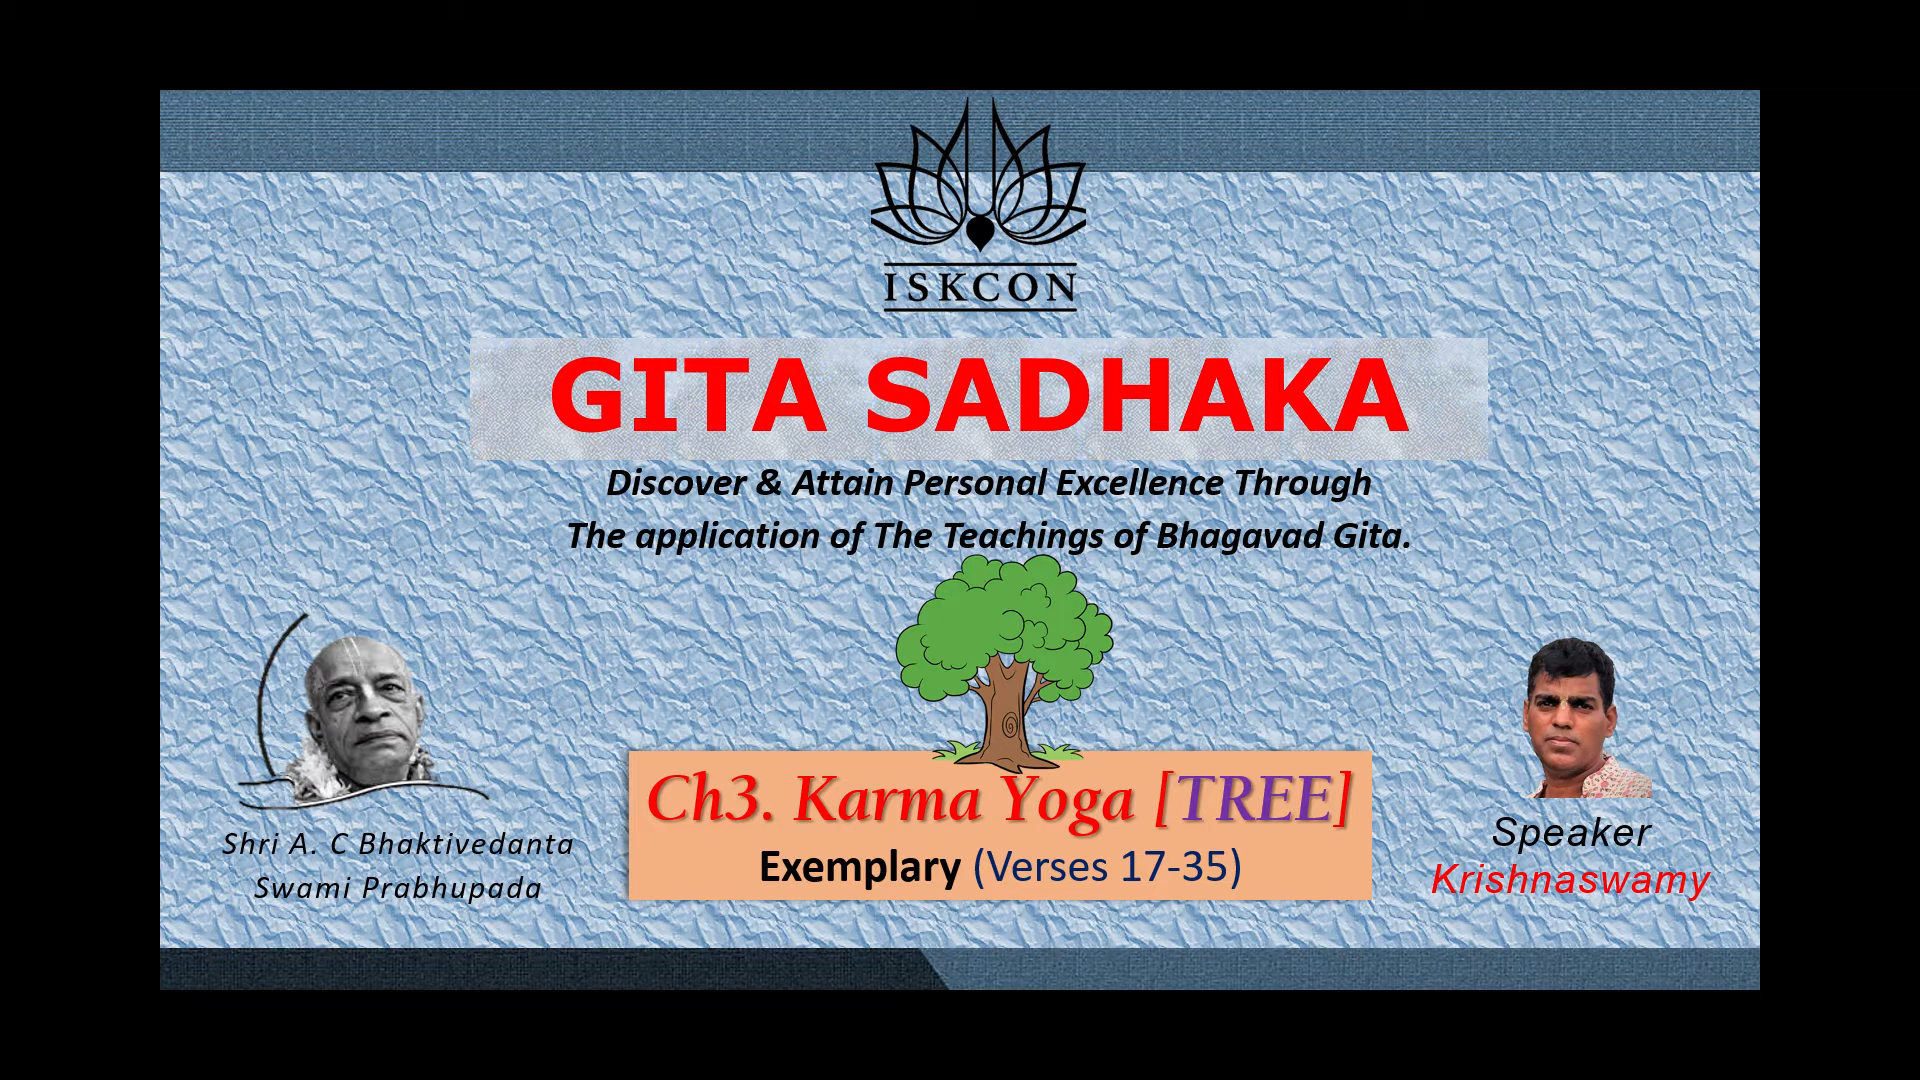 ISKCON
GITA SADHAKA
Discover & Attain Personal Excellence Through
The application of The Teachings of Bhagavad Gita.
Shri A. C Bhaktivedanta
Swami Prabhupada
Ch3. Karma Yoga [TREE]
Exemplary (Verses 17-35)
Speaker
Krishnaswamy